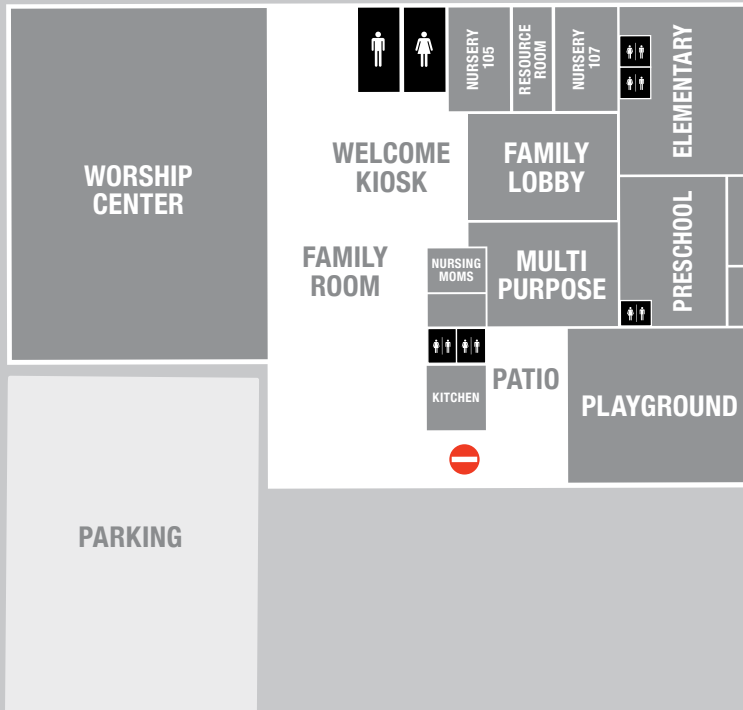 NURSERY
105
RESOURCE
ROOM
NURSERY
107
ELEMENTARY
WORSHIP
CENTER
WELCOME
KIOSK
FAMILY
LOBBY
FAMILY
ROOM
NURSING
MOMS
MULTI
PURPOSE
PRESCHOOL
KITCHEN
PATIO
PLAYGROUND
PARKING